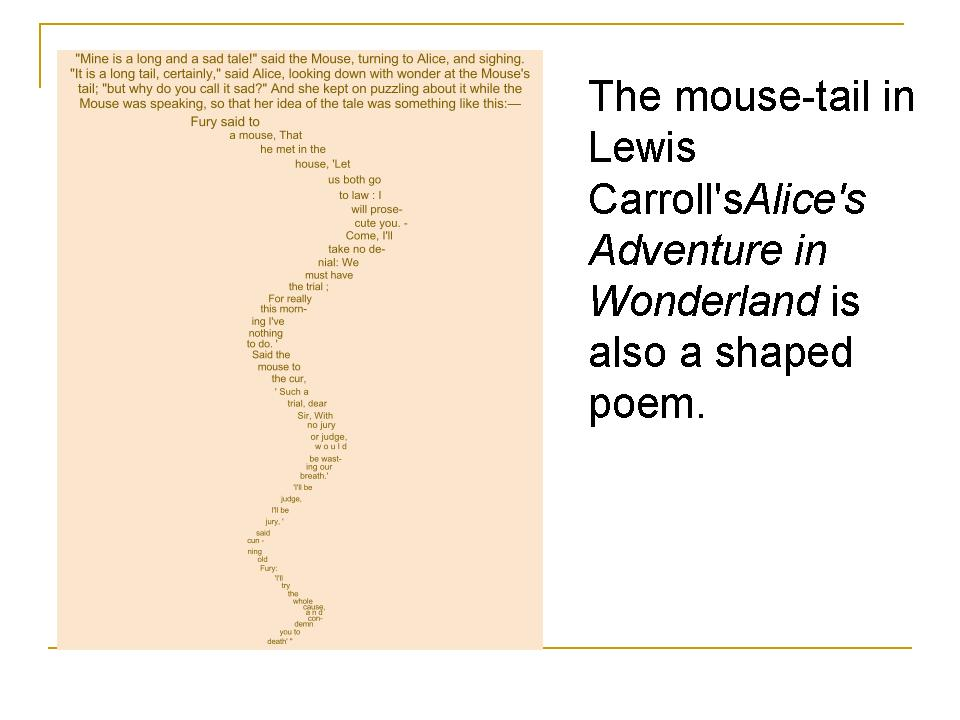 "Mine is a long and a sad tale!" said the Mouse, turning to Alice, and sighing.
"It is a long tail, certainly," said Alice, looking down with wonder at the Mouse's
tail; "but why do you call it sad?" And she kept on puzzling about it while the
Mouse was speaking, so that her idea of the tale was something like this:—
Fury said to
a mouse, That
he met in the
house, 'Let
us both go
to law : I
will prose-
cute you. -
Come, I'll
take no de-
nial: We
must have
the trial ;
For really
this morn-
ing I've
nothing
to do. '
Said the
mouse to
the cur,
' Such a
trial, dear
Sir, With
no jury
or judge,
w o u l d
be wast-
ing our
breath.'
'I'll be
judge,
I'll be
jury, '
said
cun -
ning
old
Fury:
'I'll
try
the
whole
cause,
a n d
con-
demn
you to
death' "
The mouse-tail in
Lewis
Carroll'sAlice's
Adventure in
Wonderland is
also a shaped
poem.